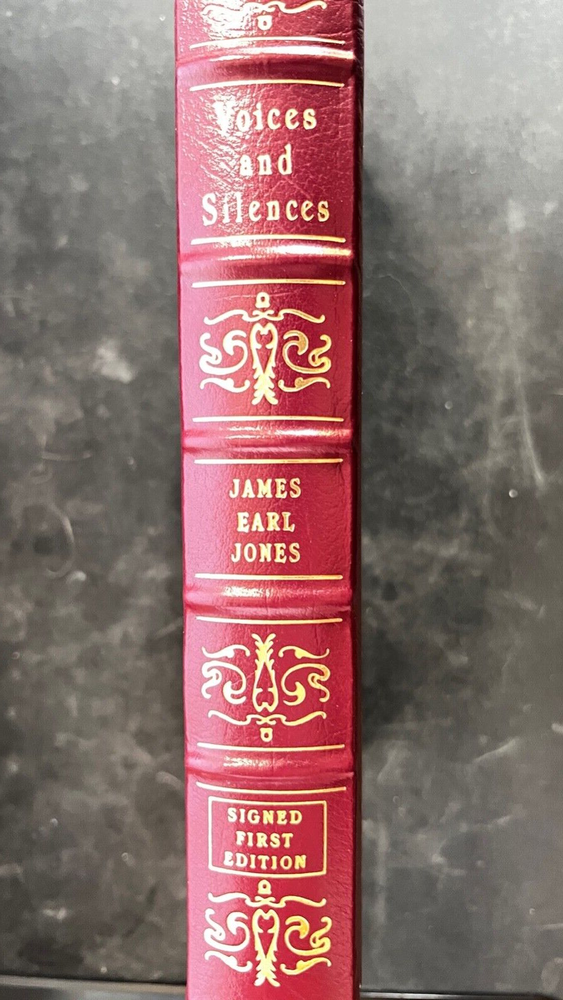 Voices
and
Silences
JAMES
EARL
JONES
SIGNED
FIRST
EDITION